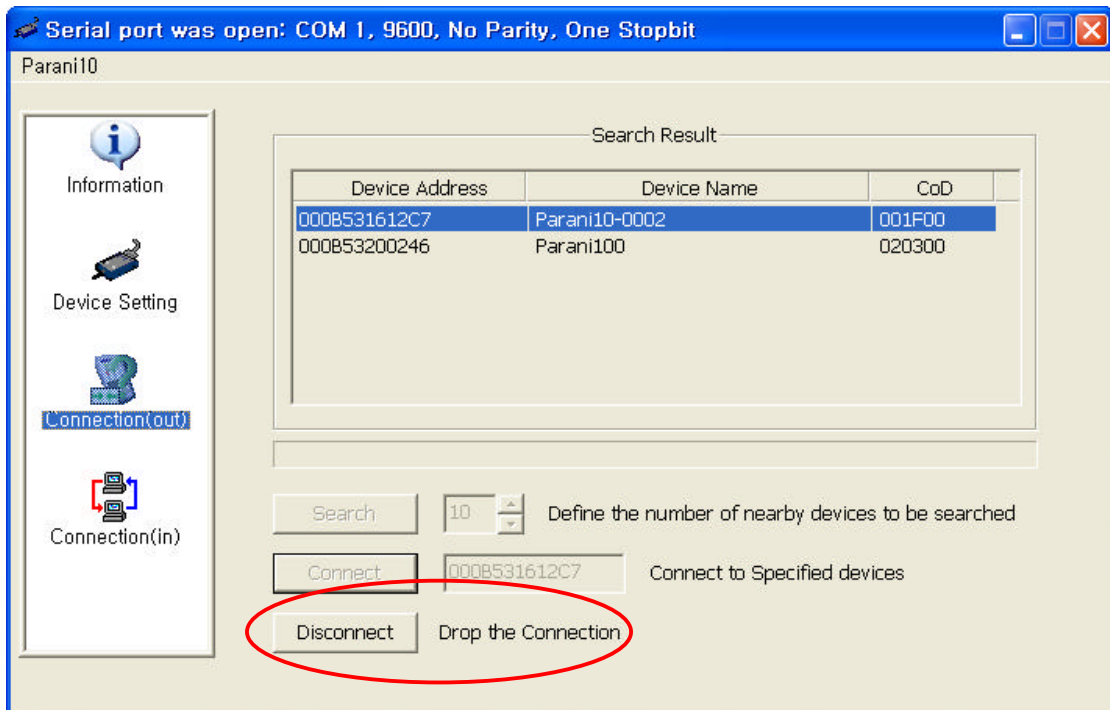 Serial port was open: COM 1, 9600, No Parity, One Stopbit
Parani10
Information
Device Setting
Connection(out)
Connection(in)
Search Result
Device Address Device Name CoD
000B531612C7 Parani10-0002 001F00
000B53200246 Parani100 020300
Search 10 Define the number of nearby devices to be searched
Connect 000B531612C7 Connect to Specified devices
Disconnect Drop the Connection